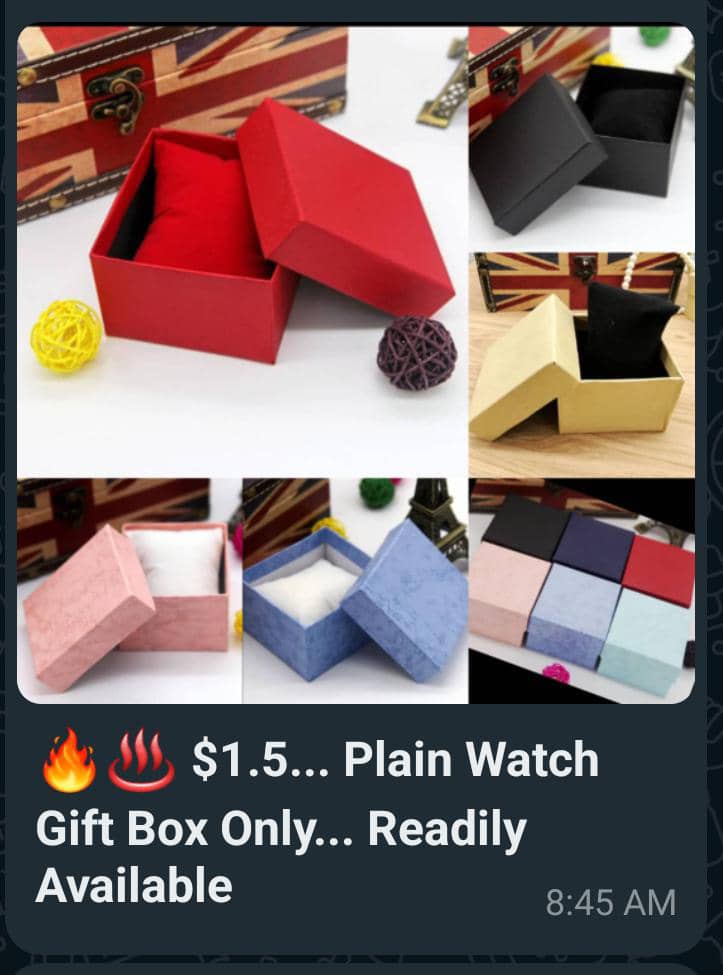 🔥♨️ $1.5... Plain Watch
Gift Box Only... Readily
Available
8:45 AM